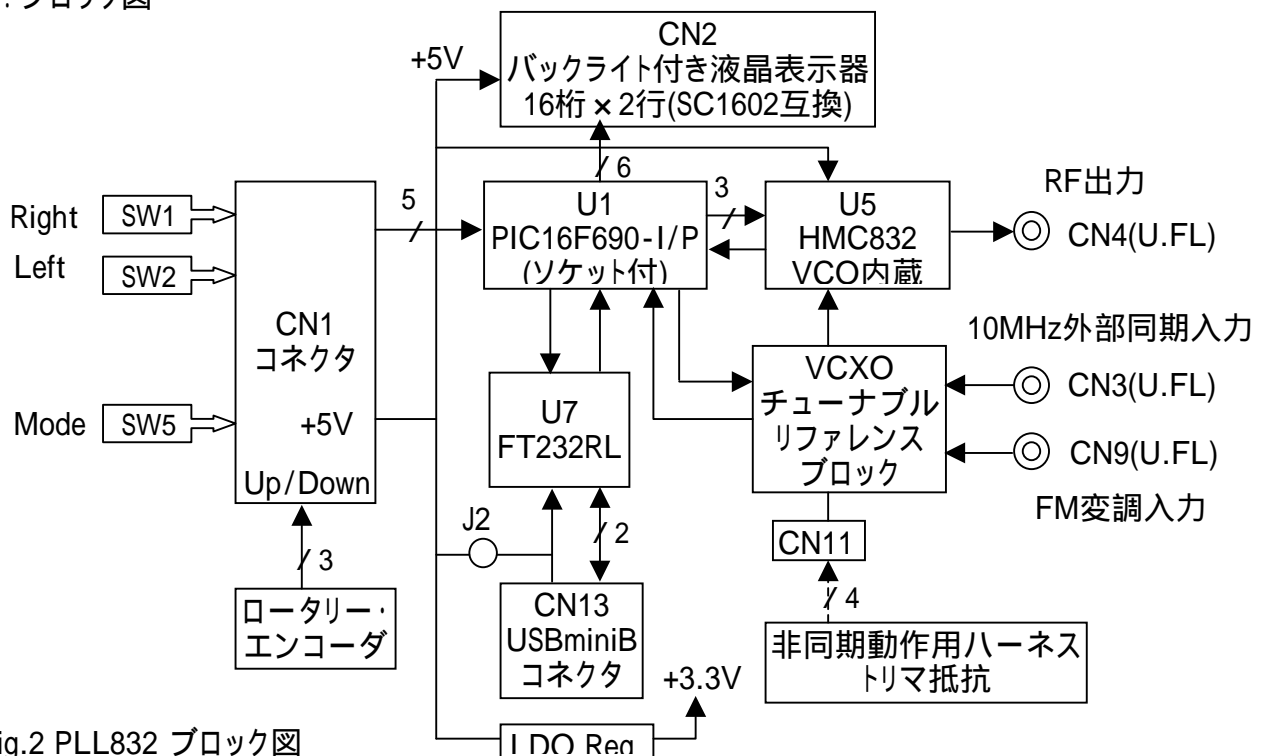 ブロック図
CN2
バックライト付き液晶表示器
16桁×2行(SC1602互換)
+5V
6
Right
SW1
Left
SW2
Mode
SW5
CN1
コネクタ
+5V
Up/Down
5
U1
PIC16F690-I/P
(ソケット付)
3
U5
HMC832
VCO内蔵
RF出力
CN4(U.FL)
10MHz外部同期入力
CN3(U.FL)
CN9(U.FL)
FM変調入力
VCXO
チューナブル
リファレンス
ブロック
U7
FT232RL
J2
2
CN11
4
3
ロータリー・
エンコーダ
CN13
USBminiB
コネクタ
非同期動作用ハーネス
トリマ抵抗
+3.3V
LDO Reg
ig.2 PLL832 ブロック図